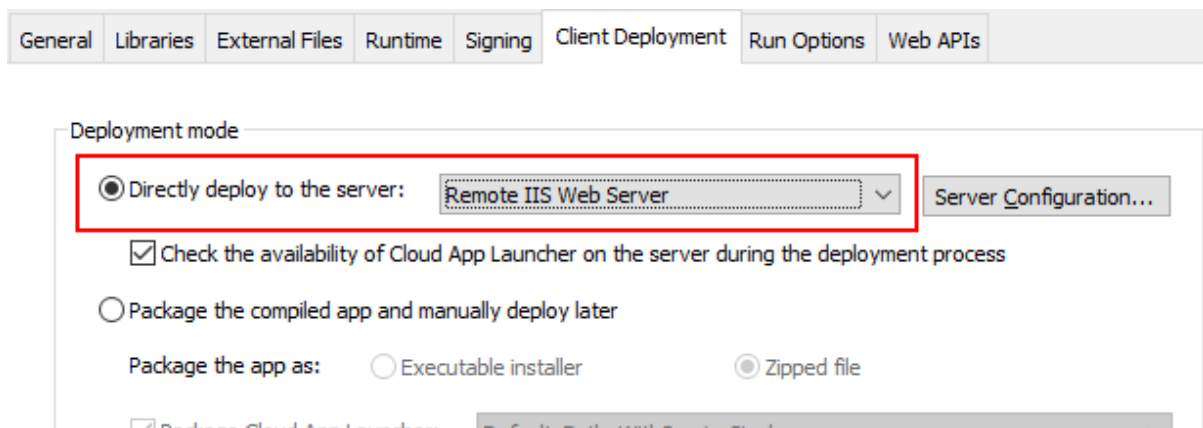 General Libraries External Files Runtime Signing Client Deployment Run Options Web APIs
Deployment mode
Directly deploy to the server: Remote IIS Web Server Server Configuration...
Check the availability of Cloud App Launcher on the server during the deployment process
Package the compiled app and manually deploy later
Package the app as: Executable installer Zipped file